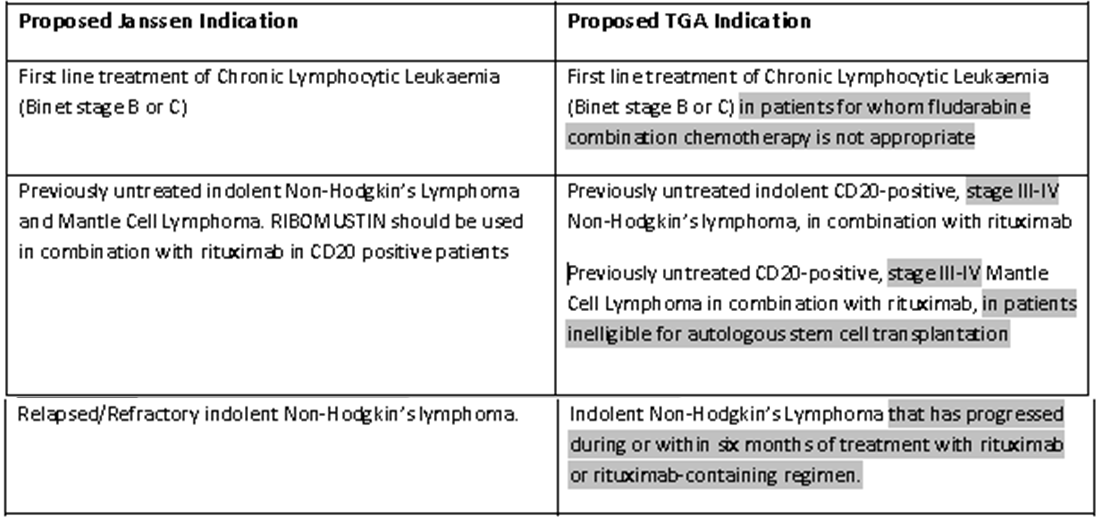 Proposed Janssen Indication
Proposed TGA Indication
First line treatment of Chronic Lymphocytic Leukaemia
(Binet stage B or C)
First line treatment of Chronic Lymphocytic Leukaemia
(Binet stage B or C) in patients for whom fludarabine
combination chemotherapy is not appropriate
Previously untreated indolent Non-Hodgkin's Lymphoma
and Mantle Cell Lymphoma. RIBOMUSTIN should be used
in combination with rituximab in CD20 positive patients
Previously untreated indolent CD20-positive, stage III-IV
Non-Hodgkin's lymphoma, in combination with rituximab
Previously untreated CD20-positive, stage III-IV Mantle
Cell Lymphoma in combination with rituximab, in patients
ineligible for autologous stem cell transplantation
Relapsed/Refractory indolent Non-Hodgkin's lymphoma.
Indolent Non-Hodgkin's Lymphoma that has progressed
during or within six months of treatment with rituximab
or rituximab-containing regimen.